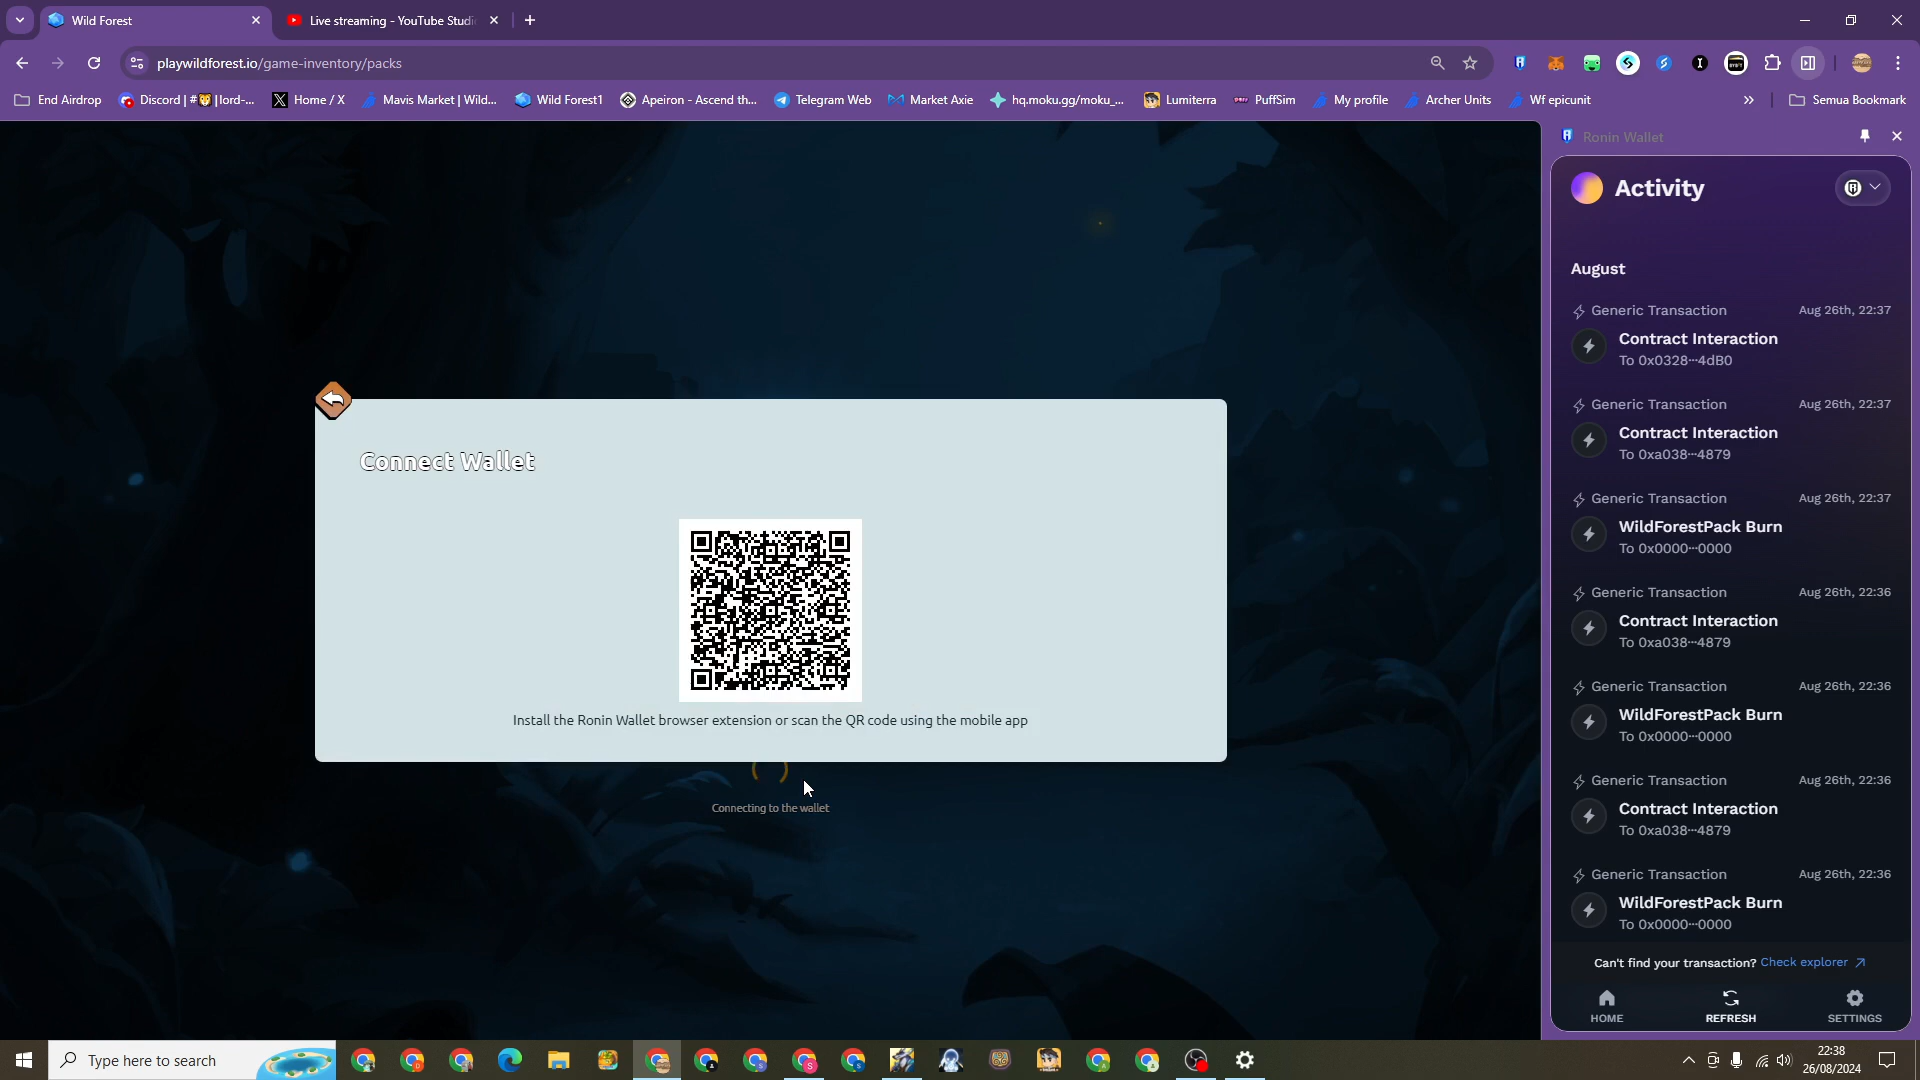 Wild Forest
Live streaming - YouTube Studi
playwildforest.io/game-inventory/packs
End Airdrop
Discord | #🦁|lord-...
Home / X
Mavis Market | Wild...
Wild Forest1
Apeiron - Ascend th...
Telegram Web
Market Axie
hq.moku.gg/moku_...
Lumiterra
PuffSim
My profile
Archer Units
Wf epicunit
Semua Bookmark
Connect Wallet
Install the Ronin Wallet browser extension or scan the QR code using the mobile app
Connecting to the wallet
Ronin Wallet
Activity
August
Generic Transaction Aug 26th, 22:37
Contract Interaction
To 0x0328···4dB0
Generic Transaction Aug 26th, 22:37
Contract Interaction
To 0xa038···4879
Generic Transaction Aug 26th, 22:37
WildForestPack Burn
To 0x0000···0000
Generic Transaction Aug 26th, 22:36
Contract Interaction
To 0xa038···4879
Generic Transaction Aug 26th, 22:36
WildForestPack Burn
To 0x0000···0000
Generic Transaction Aug 26th, 22:36
Contract Interaction
To 0xa038···4879
Generic Transaction Aug 26th, 22:36
WildForestPack Burn
To 0x0000···0000
Can't find your transaction? Check explorer
HOME
REFRESH
SETTINGS
Type here to search
22:38
26/08/2024